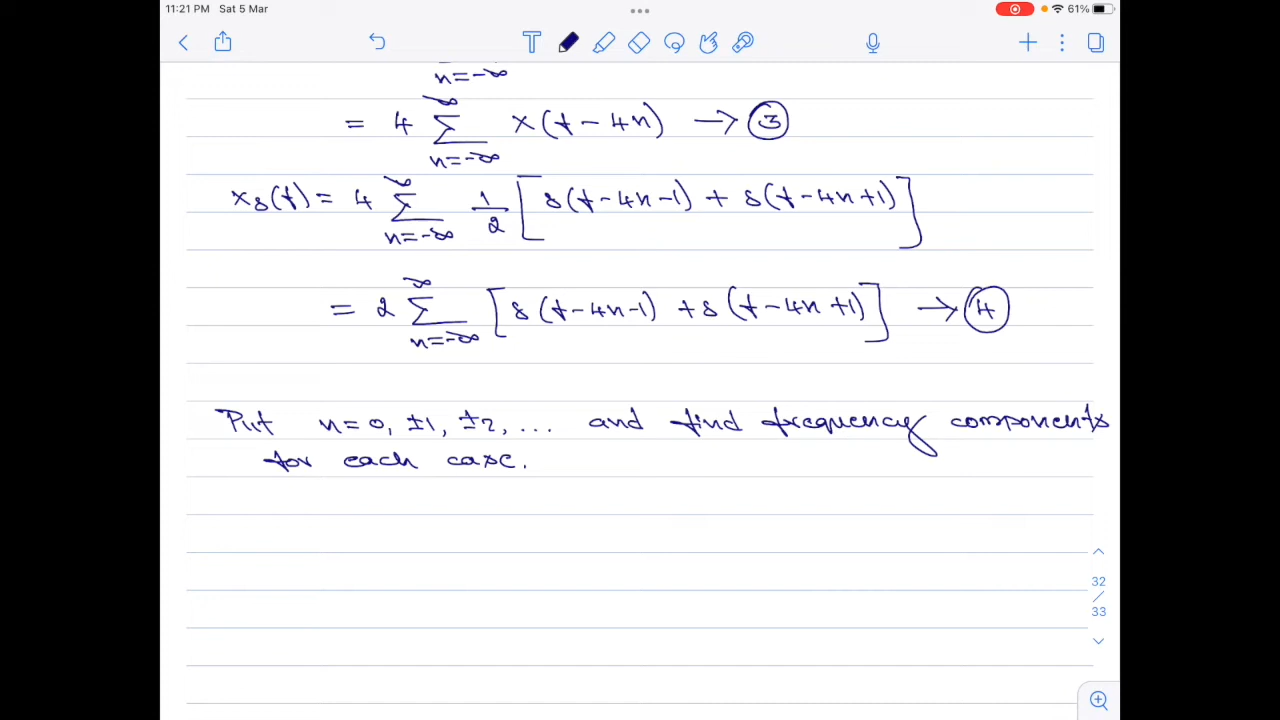 11:21 PM Sat 5 Mar
61%
n=-∞
= 4 ∞ Σ n=-∞ X(f-4n) → ③
Xδ(f) = 4 ∞ Σ n=-∞ 1/2 [δ(f-4n-1) + δ(f-4n+1)]
= 2 ∞ Σ n=-∞ [δ(f-4n-1) + δ(f-4n+1)] → ④
Put n=0, ±1, ±2, ... and find frequency components
for each case.
32
/
33